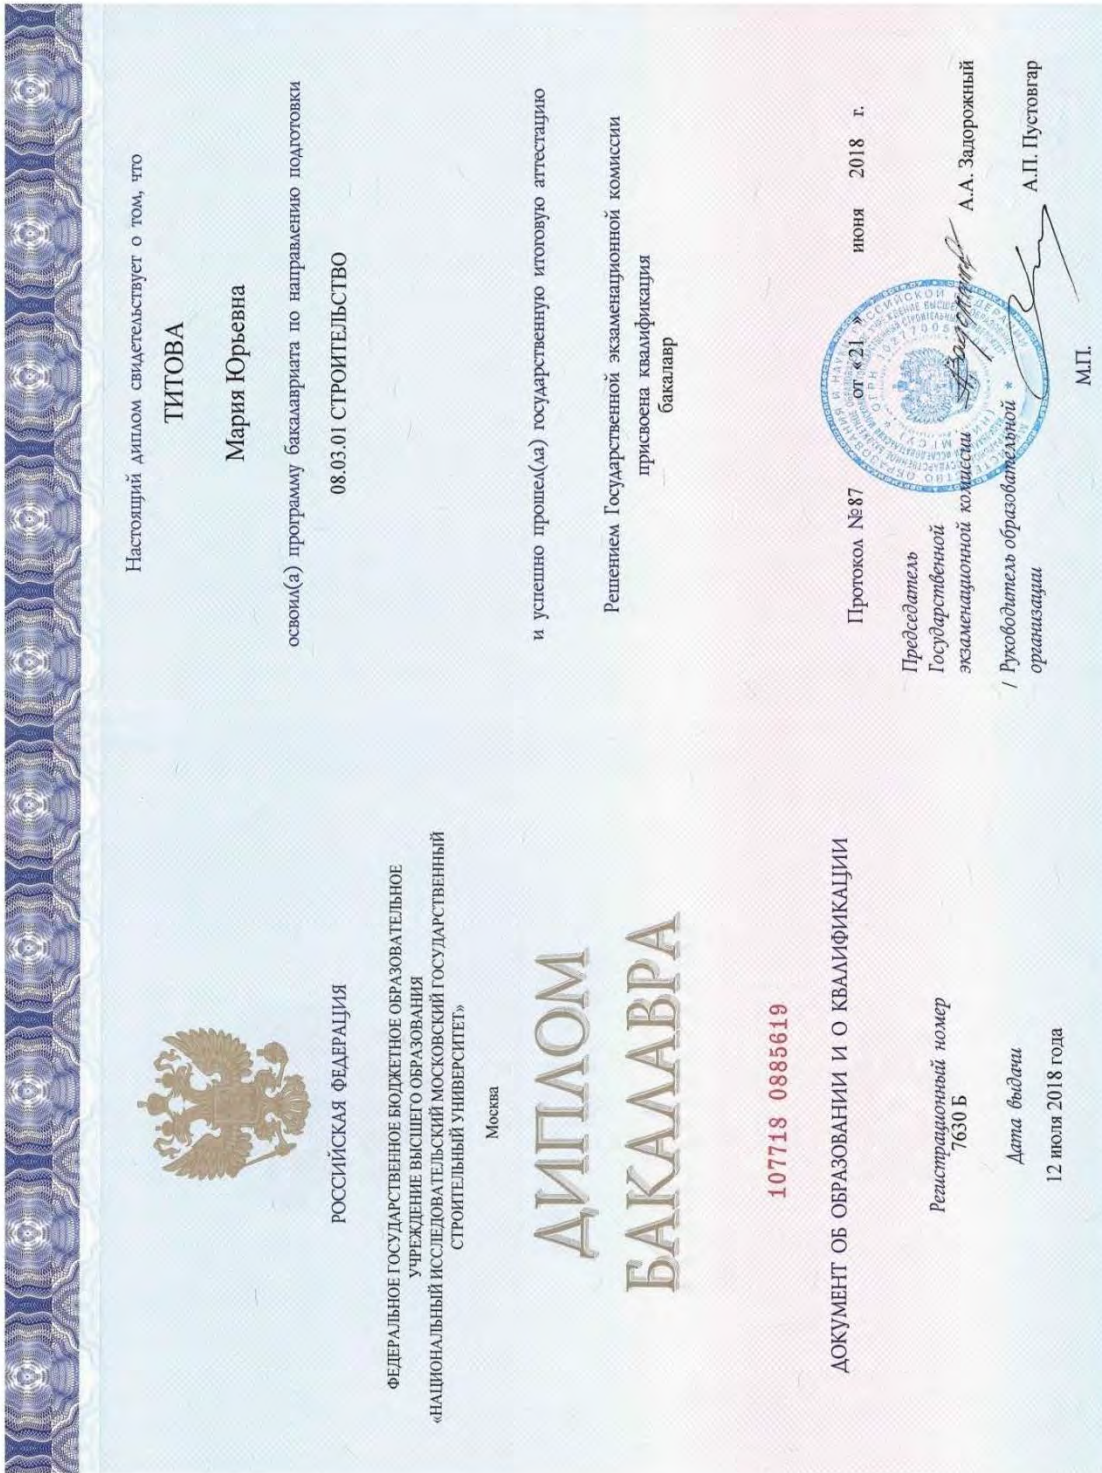 РОССИЙСКАЯ ФЕДЕРАЦИЯ
ФЕДЕРАЛЬНОЕ ГОСУДАРСТВЕННОЕ БЮДЖЕТНОЕ ОБРАЗОВАТЕЛЬНОЕ
УЧРЕЖДЕНИЕ ВЫСШЕГО ОБРАЗОВАНИЯ
«НАЦИОНАЛЬНЫЙ ИССЛЕДОВАТЕЛЬСКИЙ МОСКОВСКИЙ ГОСУДАРСТВЕННЫЙ
СТРОИТЕЛЬНЫЙ УНИВЕРСИТЕТ»
Москва
ДИПЛОМ
БАКАЛАВРА
107718 0885619
ДОКУМЕНТ ОБ ОБРАЗОВАНИИ И О КВАЛИФИКАЦИИ
Регистрационный номер
7630 Б
Дата выдачи
12 июля 2018 года
Настоящий диплом свидетельствует о том, что
ТИТОВА
Мария Юрьевна
освоил(а) программу бакалавриата по направлению подготовки
08.03.01 СТРОИТЕЛЬСТВО
и успешно прошел(ла) государственную итоговую аттестацию
Решением Государственной экзаменационной комиссии
присвоена квалификация
бакалавр
Протокол №87 от «21» июня 2018 г.
Председатель
Государственной
экзаменационной комиссии А.А. Задорожный
/ Руководитель образовательной А.П. Пустовгар
организации
М.П.